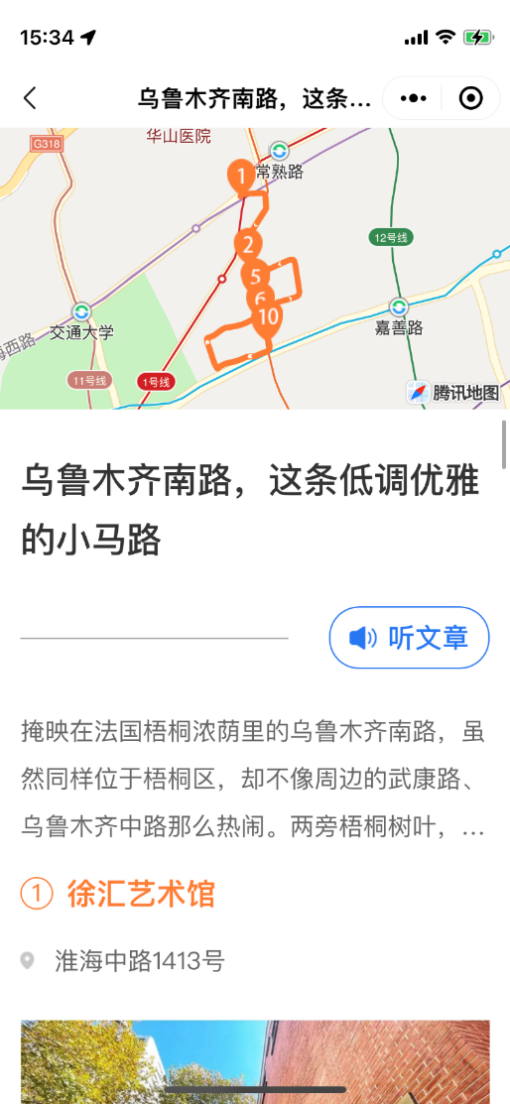 15:34
乌鲁木齐南路，这条...
G318
华山医院
1
常熟路
2
12号线
5
6
10
交通大学
嘉善路
海西路
11号线
1号线
腾讯地图
乌鲁木齐南路，这条低调优雅
的小马路
听文章
掩映在法国梧桐浓荫里的乌鲁木齐南路，虽
然同样位于梧桐区，却不像周边的武康路、
乌鲁木齐中路那么热闹。两旁梧桐树叶，...
① 徐汇艺术馆
淮海中路1413号